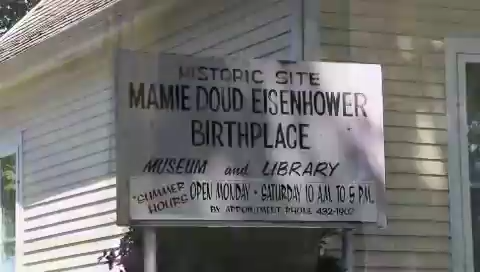 HISTORIC SITE
MAMIE DOUD EISENHOWER
BIRTHPLACE
MUSEUM and LIBRARY
"SUMMER HOURS" OPEN MONDAY - SATURDAY 10 A.M. TO 5 P.M.
BY APPOINTMENT PHONE 432-1907